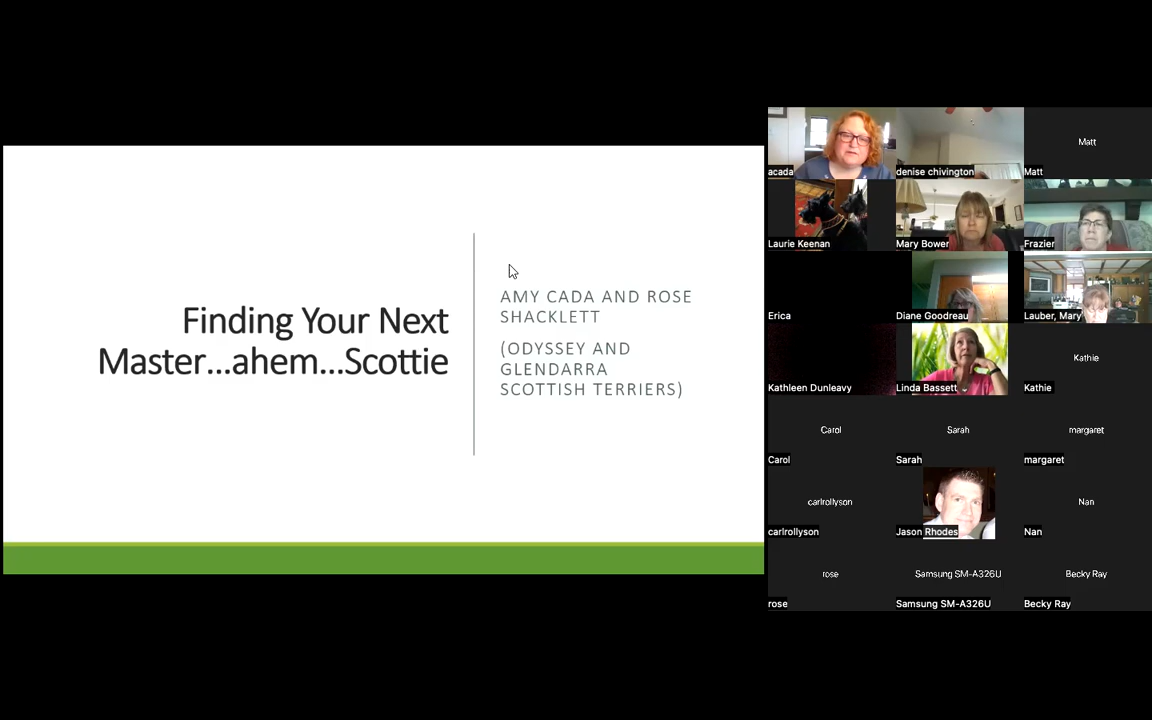 Finding Your Next
Master...ahem...Scottie
AMY CADA AND ROSE
SHACKLETT
(ODYSSEY AND
GLENDARRA
SCOTTISH TERRIERS)
acada
denise chivington
Matt
Matt
Laurie Keenan
Mary Bower
Frazier
Erica
Diane Goodreau
Lauber, Mary
Kathleen Dunleavy
Linda Bassett
Kathie
Kathie
Carol
Carol
Sarah
Sarah
margaret
margaret
carlrollyson
carlrollyson
Jason Rhodes
Nan
Nan
rose
rose
Samsung SM-A326U
Samsung SM-A326U
Becky Ray
Becky Ray